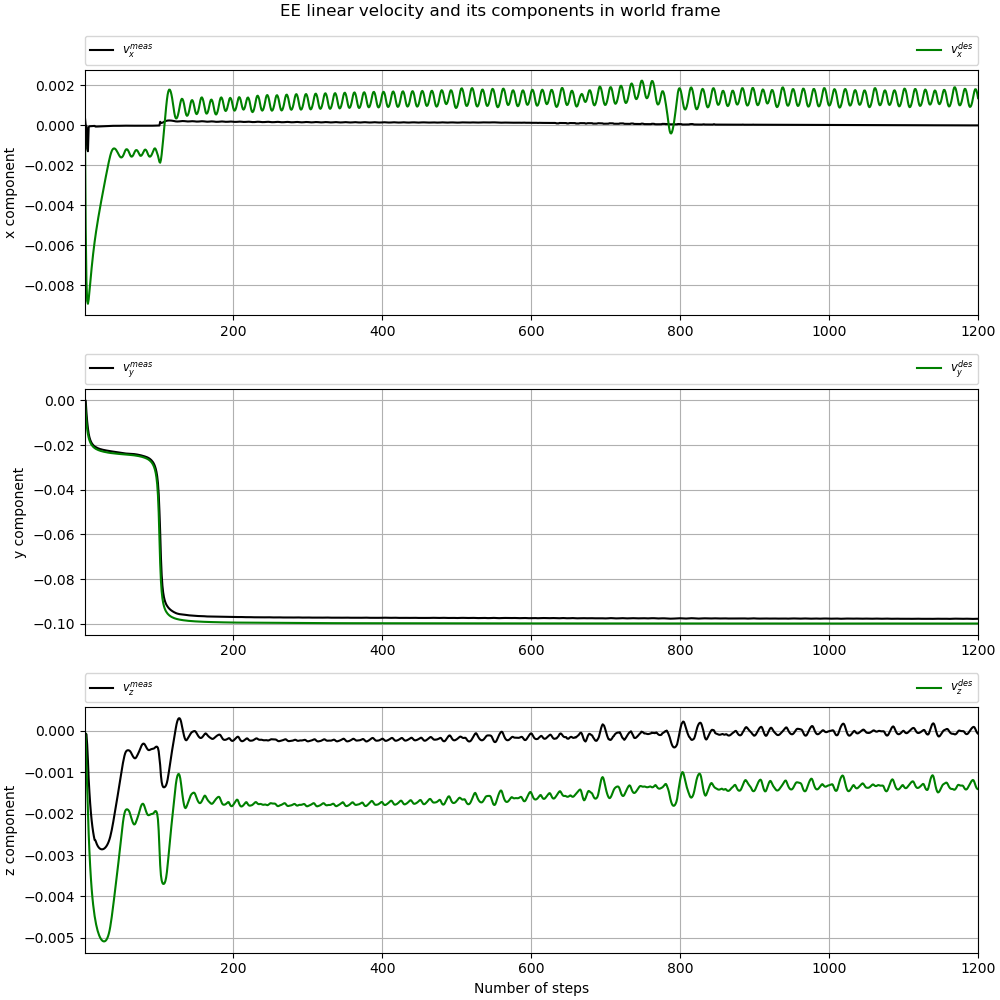 EE linear velocity and its components in world frame
v_x^meas v_x^des
0.002
0.000
−0.002
−0.004
−0.006
−0.008
x component
200 400 600 800 1000 1200
v_y^meas v_y^des
0.00
−0.02
−0.04
−0.06
−0.08
−0.10
y component
200 400 600 800 1000 1200
v_z^meas v_z^des
0.000
−0.001
−0.002
−0.003
−0.004
−0.005
z component
200 400 600 800 1000 1200
Number of steps